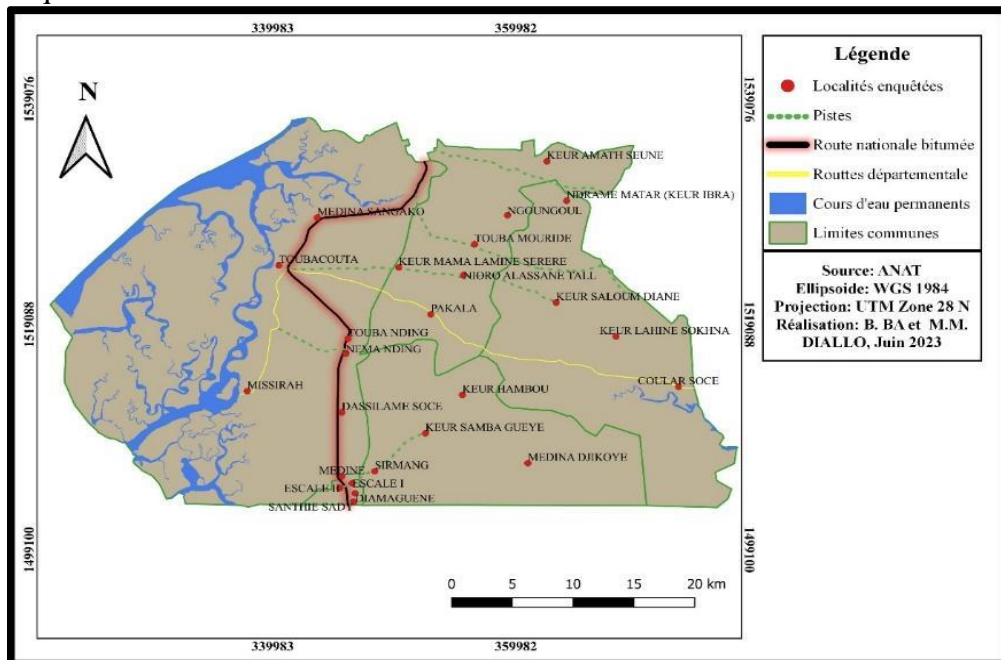 339983
359982
1539076
1539076
N
KEUR AMATH SEUNE
NDRAME MATAR (KEUR IBRA)
MEDINA SANGAKO
NGOUNGOUL
TOUBA MOURIDE
TOUBACOUTA
KEUR MAMA LAMINE SERERE
NIORO ALASSANE TALL
KEUR SALOUM DIANE
PAKALA
1519088
1519088
TOUBA NDING
KEUR LAHINE SOKHNA
NEMA NDING
MISSIRAH
COULAR SOCE
KEUR HAMBOU
DASSILAME SOCE
KEUR SAMBA GUEYE
MEDINA DJIKOYE
SIRMANG
MEDINE
ESCALE I
ESCALE II
DIAMAGUENE
SANTHIE SAD
1499100
1499100
0 5 10 15 20 km
339983
359982
Légende
Localités enquêtées
Pistes
Route nationale bitumée
Routtes départementale
Cours d'eau permanents
Limites communes
Source: ANAT
Ellipsoide: WGS 1984
Projection: UTM Zone 28 N
Réalisation: B. BA et M.M.
DIALLO, Juin 2023